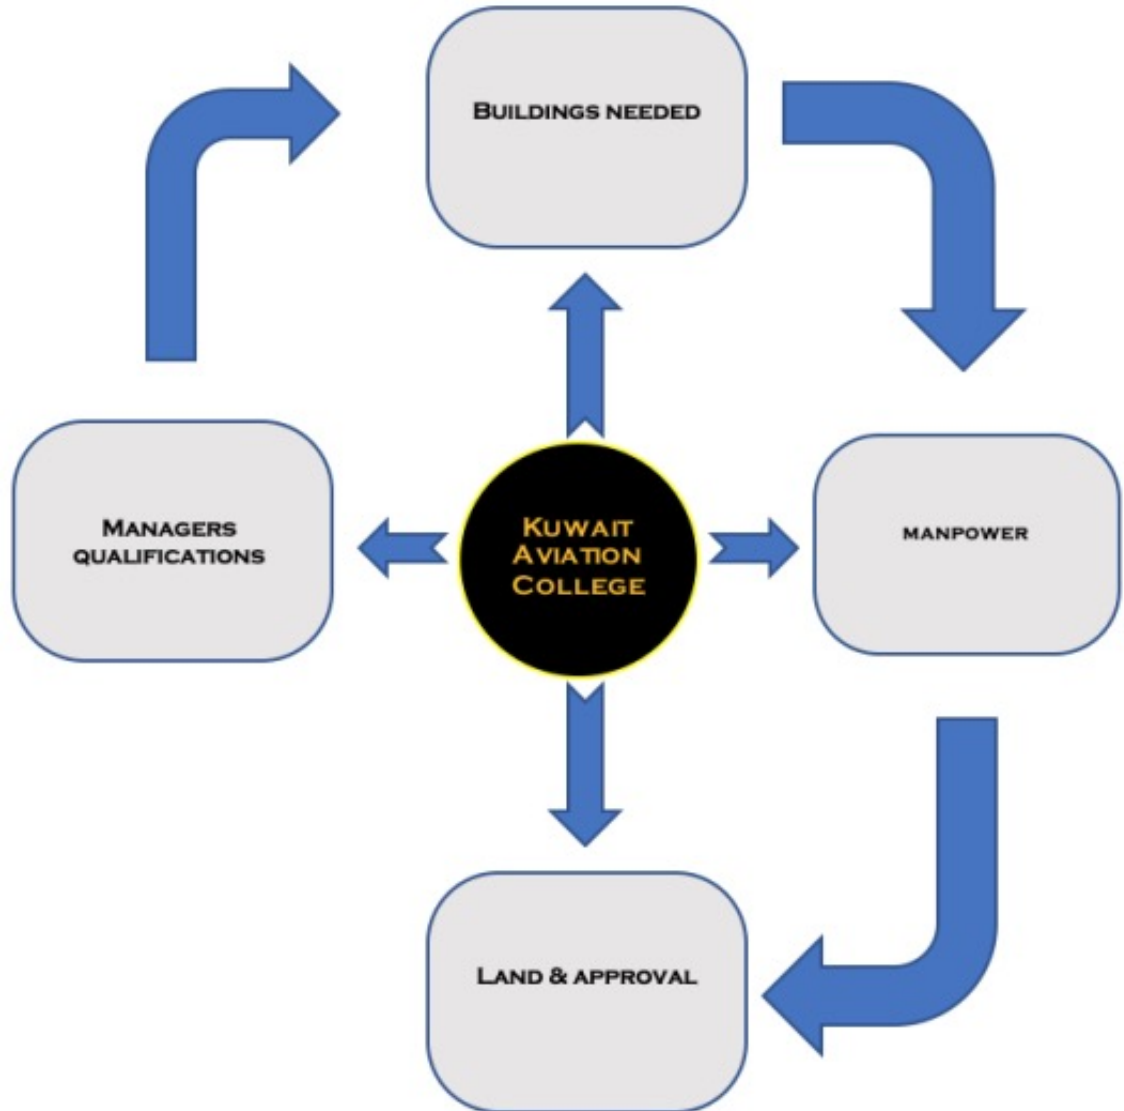 Buildings needed
Managers
qualifications
Kuwait
Aviation
College
manpower
Land & approval